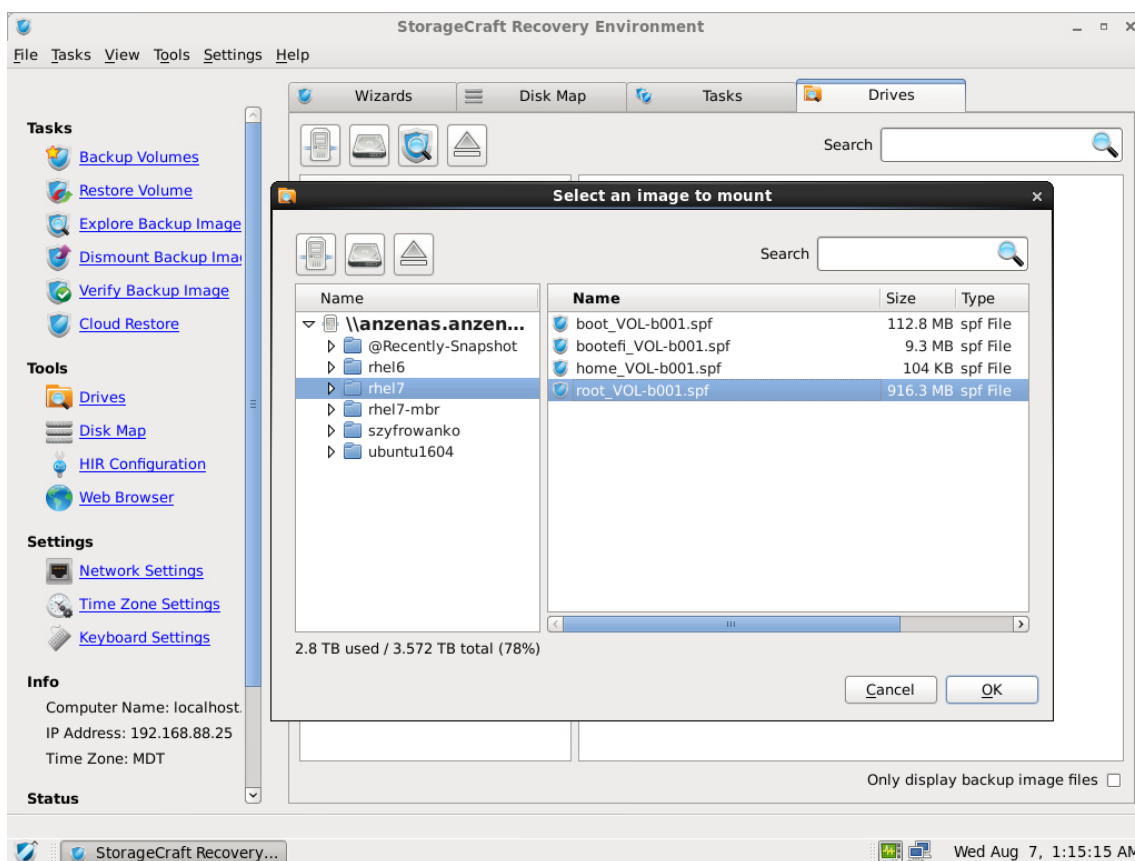 StorageCraft Recovery Environment
File Tasks View Tools Settings Help
Wizards Disk Map Tasks Drives
Search
Tasks
Backup Volumes
Restore Volume
Explore Backup Image
Dismount Backup Ima
Verify Backup Image
Cloud Restore
Tools
Drives
Disk Map
HIR Configuration
Web Browser
Settings
Network Settings
Time Zone Settings
Keyboard Settings
Info
Computer Name: localhost.
IP Address: 192.168.88.25
Time Zone: MDT
Status
Select an image to mount
Search
Name
\\anzenas.anzen...
@Recently-Snapshot
rhel6
rhel7
rhel7-mbr
szyfrowanko
ubuntu1604
Name Size Type
boot_VOL-b001.spf 112.8 MB spf File
bootefi_VOL-b001.spf 9.3 MB spf File
home_VOL-b001.spf 104 KB spf File
root_VOL-b001.spf 916.3 MB spf File
2.8 TB used / 3.572 TB total (78%)
Cancel OK
Only display backup image files
StorageCraft Recovery... Wed Aug 7, 1:15:15 AM